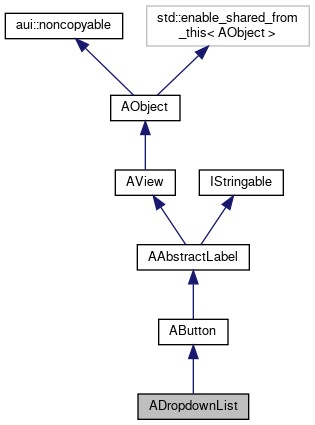 aui::noncopyable
std::enable_shared_from
_this< AObject >
AObject
AView
IStringable
AAbstractLabel
AButton
ADropdownList